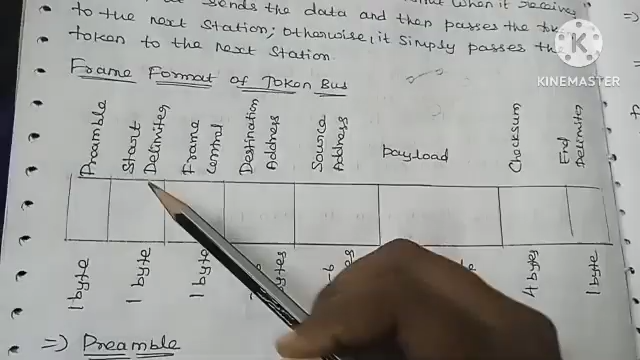 sends the data and then passes the
to the next Station; otherwise, it simply passes the
token to the next Station.
Frame Format of Token Bus
Preamble
Start Delimiter
Frame Control
Destination Address
Source Address
Payload
Checksum
End Delimiter
1 byte
1 byte
1 byte
4 bytes
1 byte
=) Preamble
KINEMASTER